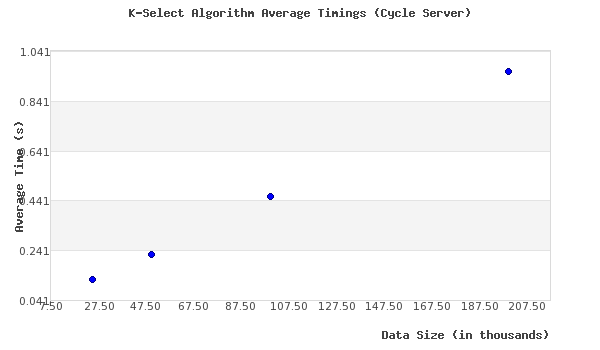 K-Select Algorithm Average Timings (Cycle Server)
1.041
0.841
0.641
0.441
0.241
0.041
Average Time (s)
7.50 27.50 47.50 67.50 87.50 107.50 127.50 147.50 167.50 187.50 207.50
Data Size (in thousands)